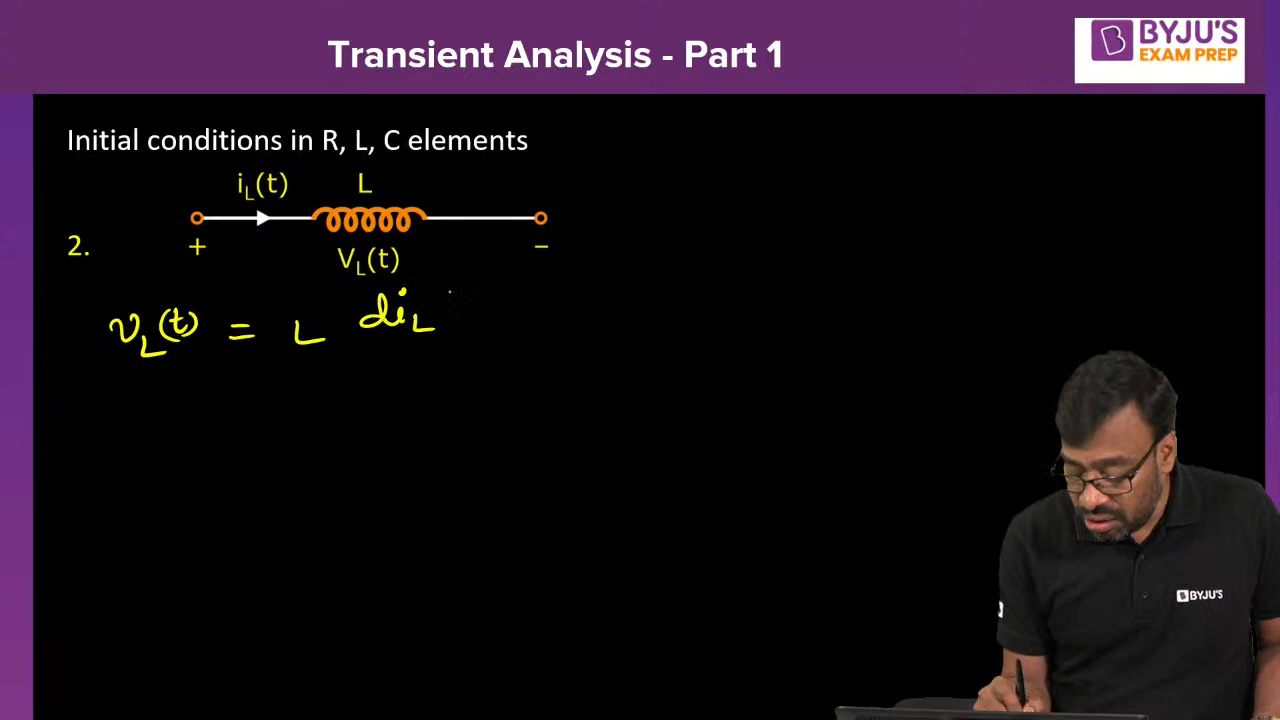 Transient Analysis - Part 1
BYJU'S
EXAM PREP
Initial conditions in R, L, C elements
iL(t) L
2. + VL(t) −
vL(t) = L diL
BYJU'S